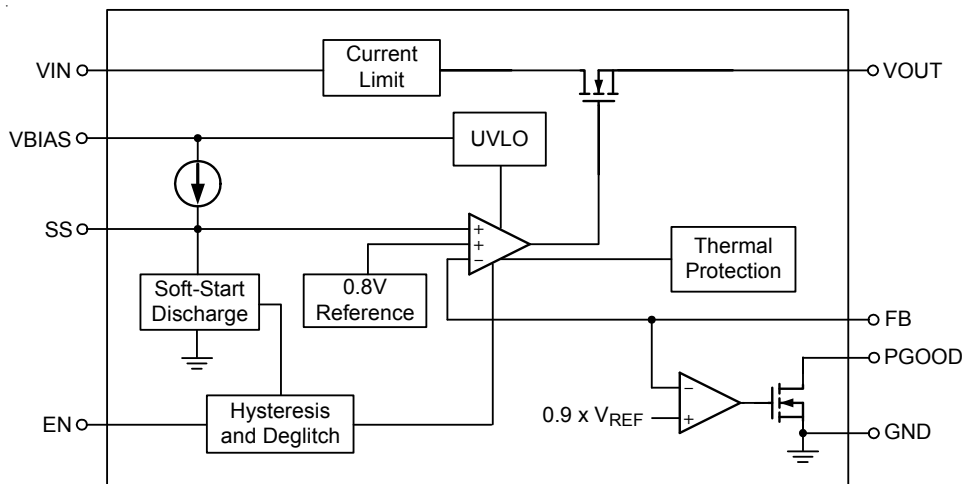 VIN
Current
Limit
VOUT
VBIAS
UVLO
SS
+
+
−
Thermal
Protection
Soft-Start
Discharge
0.8V
Reference
FB
PGOOD
−
0.9 x VREF
+
EN
Hysteresis
and Deglitch
GND